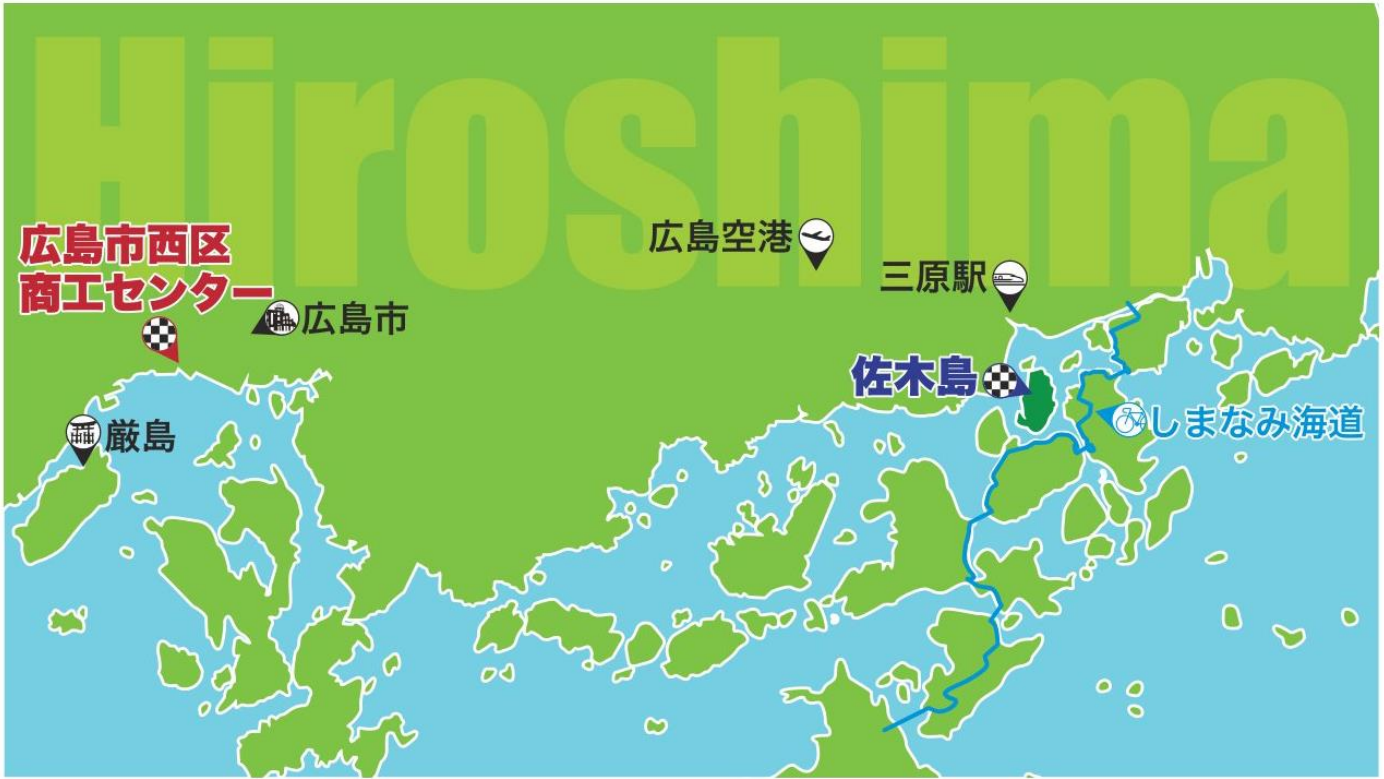 Hiroshima
広島市西区
商工センター
広島市
厳島
広島空港
三原駅
佐木島
しまなみ海道